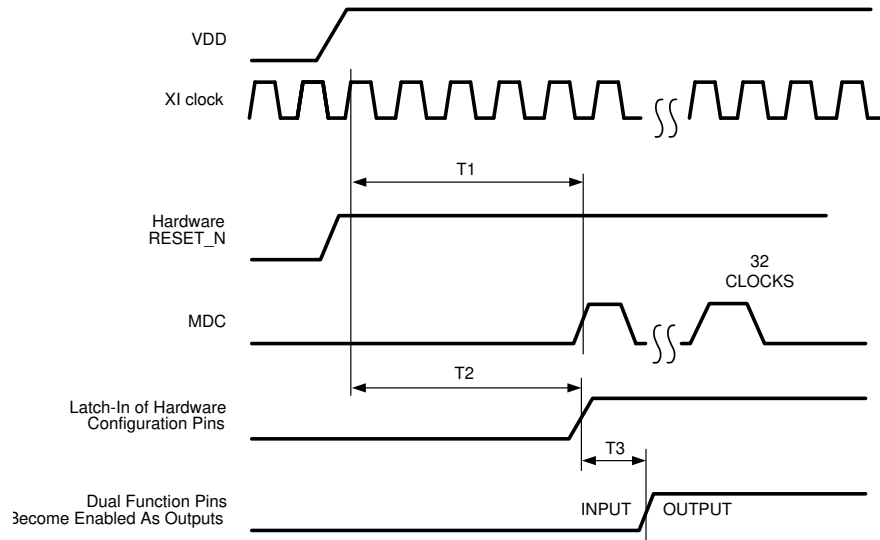 VDD
XI clock
T1
Hardware
RESET_N
32
CLOCKS
MDC
T2
Latch-In of Hardware
Configuration Pins
T3
Dual Function Pins
Become Enabled As Outputs
INPUT
OUTPUT